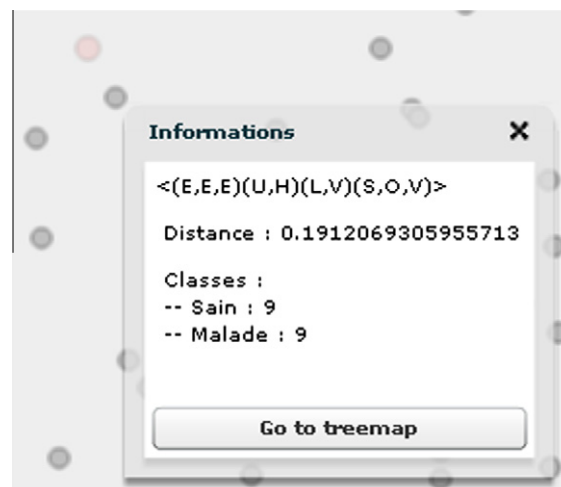 Informations
<(E,E,E)(U,H)(L,V)(S,O,V)>
Distance : 0.1912069305955713
Classes :
-- Sain : 9
-- Malade : 9
Go to treemap